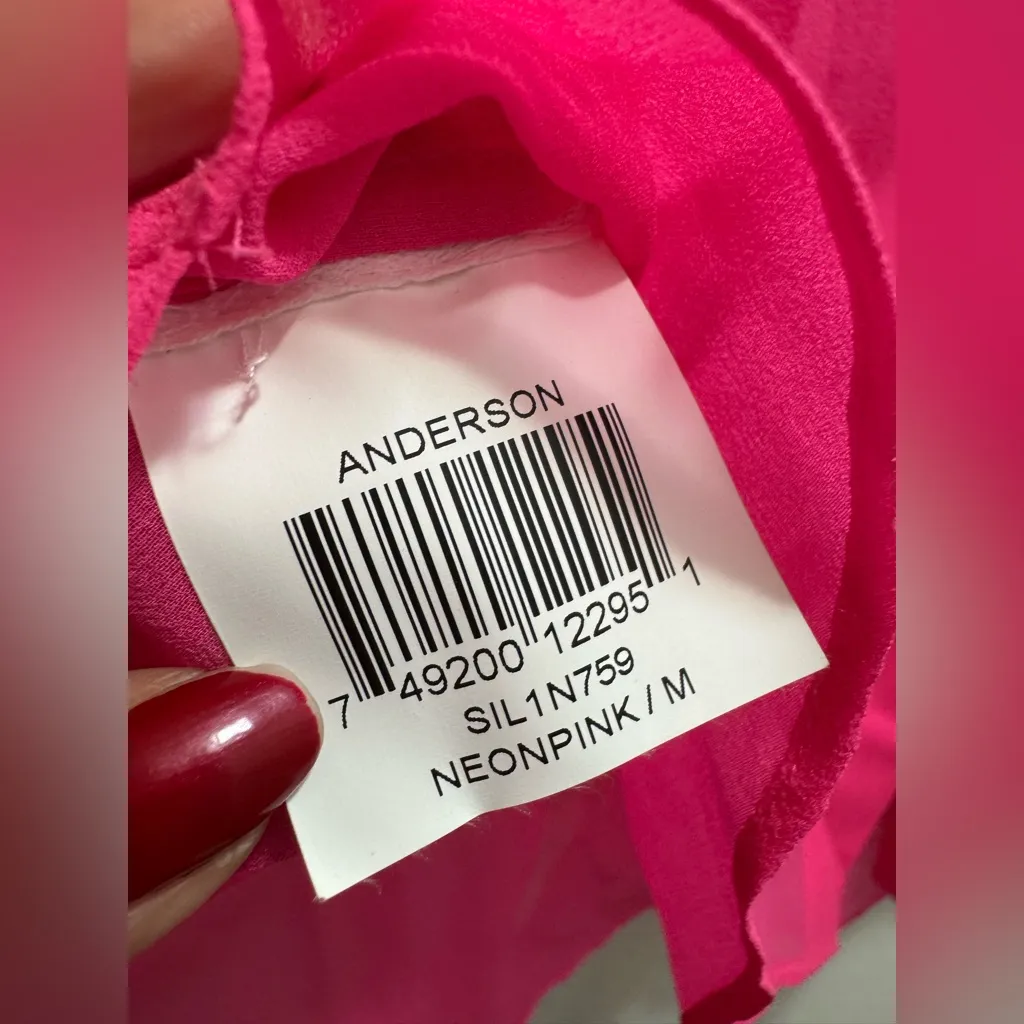 ANDERSON
7 49200 12295 1
SIL1N759
NEONPINK / M